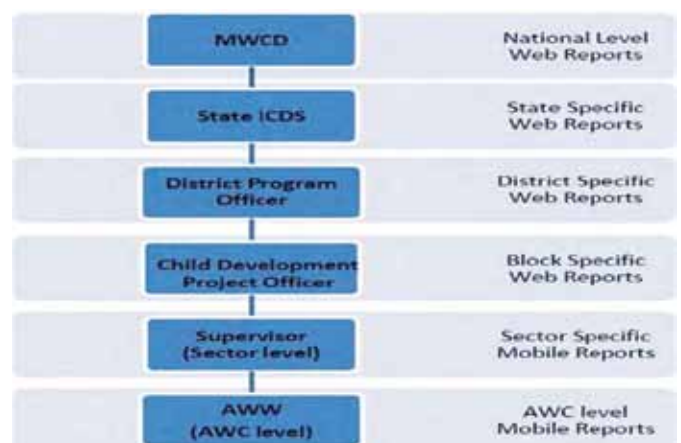 MWCD
National Level
Web Reports
State ICDS
State Specific
Web Reports
District Program
Officer
District Specific
Web Reports
Child Development
Project Officer
Block Specific
Web Reports
Supervisor
(Sector level)
Sector Specific
Mobile Reports
AWW
(AWC level)
AWC level
Mobile Reports